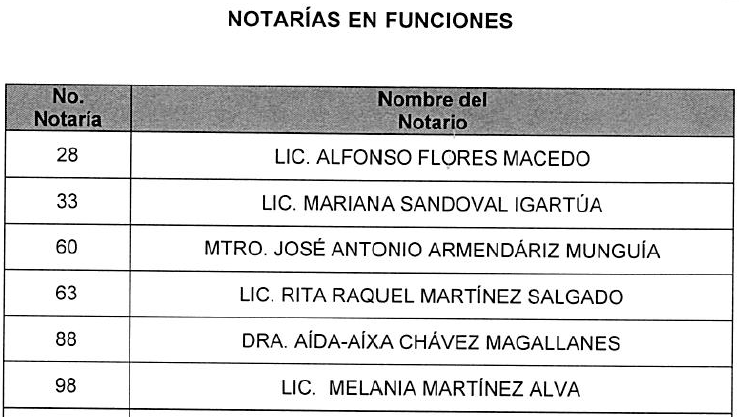 NOTARÍAS EN FUNCIONES
No. Notaría Nombre del Notario
28 LIC. ALFONSO FLORES MACEDO
33 LIC. MARIANA SANDOVAL IGARTÚA
60 MTRO. JOSÉ ANTONIO ARMENDÁRIZ MUNGUÍA
63 LIC. RITA RAQUEL MARTÍNEZ SALGADO
88 DRA. AÍDA-AÍXA CHÁVEZ MAGALLANES
98 LIC. MELANIA MARTÍNEZ ALVA